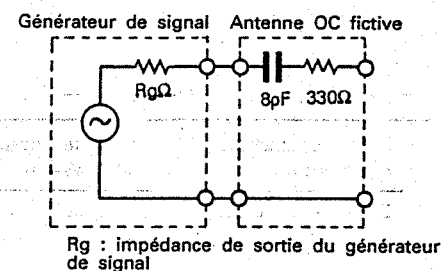 Générateur de signal
Antenne OC fictive
RgΩ
8pF
330Ω
Rg : impédance de sortie du générateur
de signal